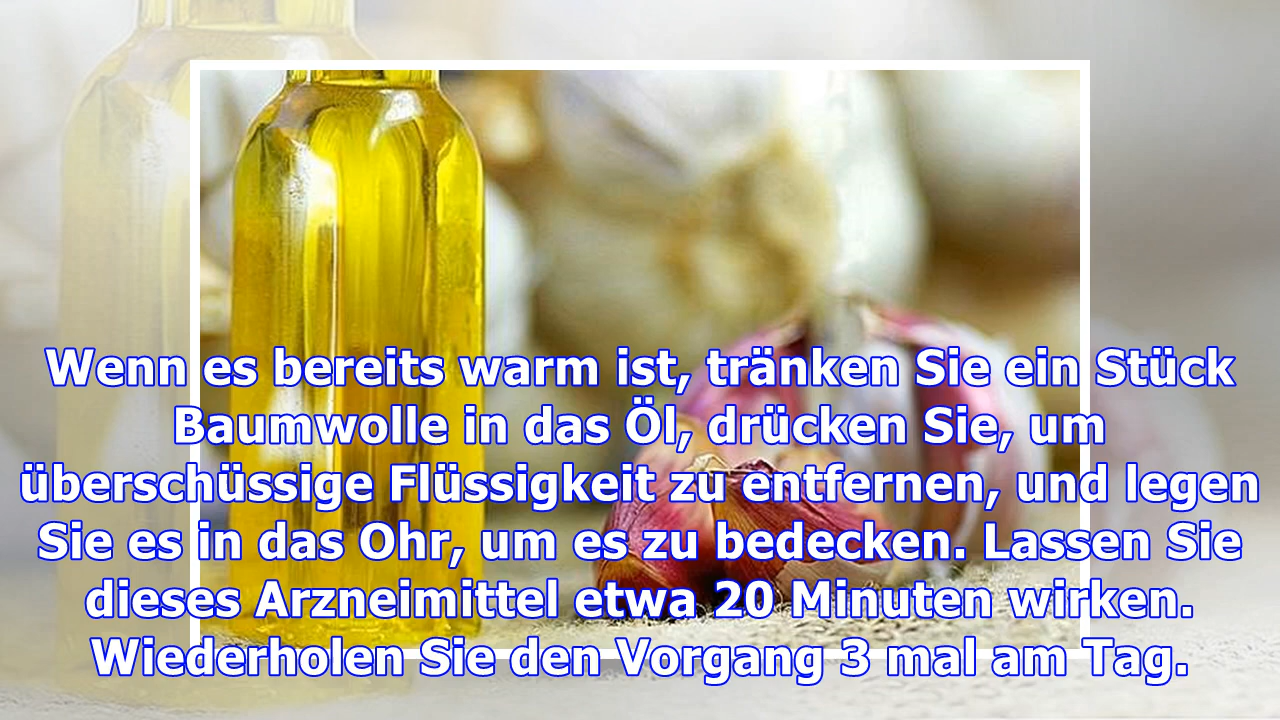 Wenn es bereits warm ist, tränken Sie ein Stück
Baumwolle in das Öl, drücken Sie, um
überschüssige Flüssigkeit zu entfernen, und legen
Sie es in das Ohr, um es zu bedecken. Lassen Sie
dieses Arzneimittel etwa 20 Minuten wirken.
Wiederholen Sie den Vorgang 3 mal am Tag.